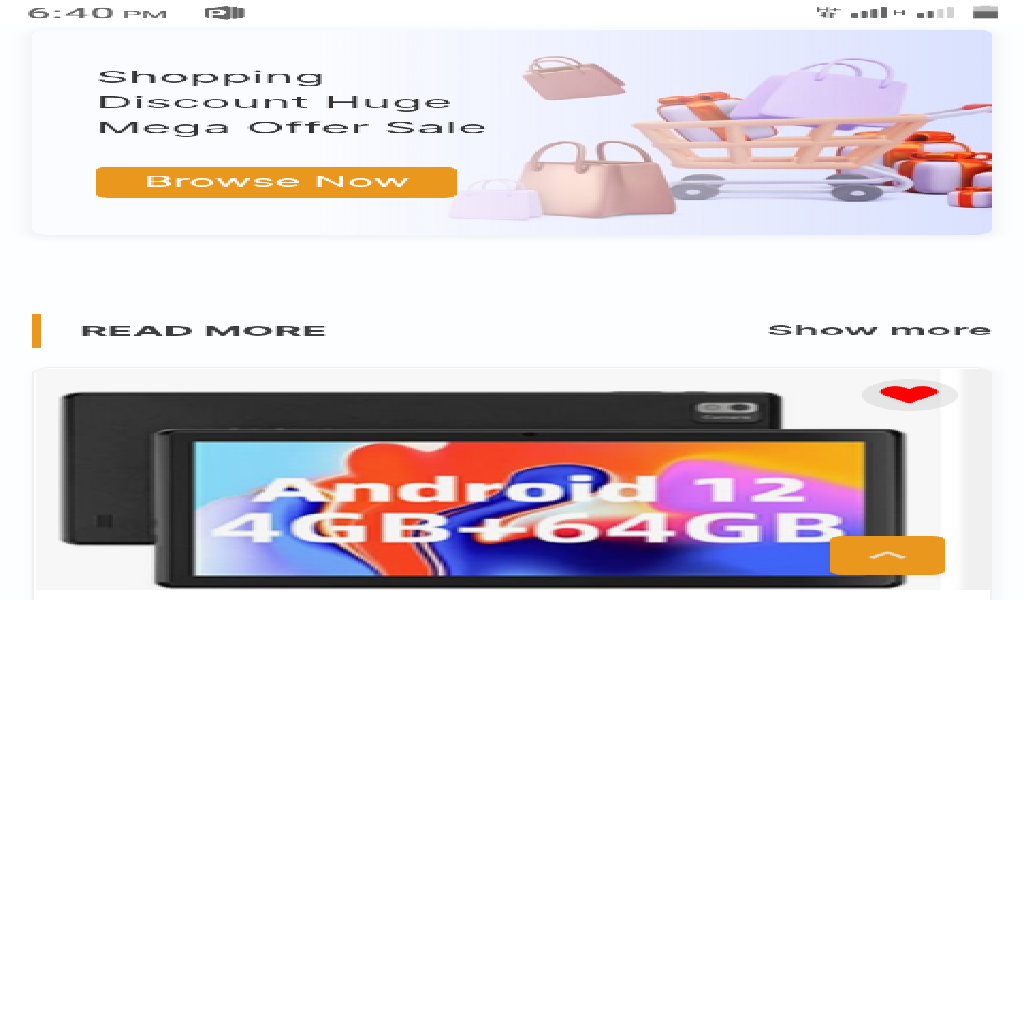 6:40 PM
Shopping
Discount Huge
Mega Offer Sale
Browse Now
READ MORE
Show more
Android 12
4GB+64GB